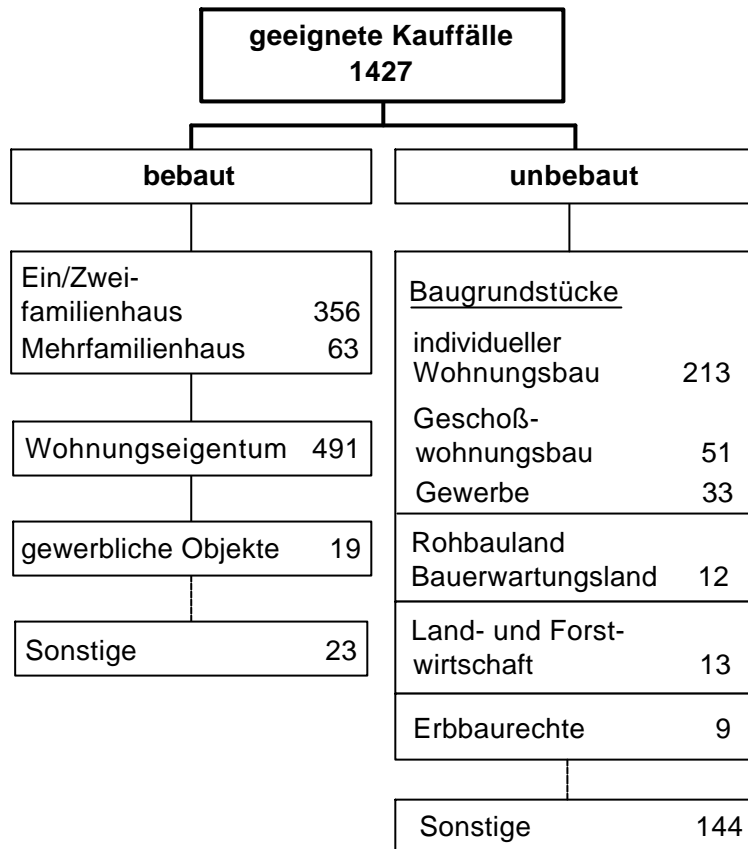 geeignete Kauffälle
1427
bebaut
Ein/Zwei-
familienhaus 356
Mehrfamilienhaus 63
Wohnungseigentum 491
gewerbliche Objekte 19
Sonstige 23
unbebaut
Baugrundstücke
individueller
Wohnungsbau 213
Geschoß-
wohnungsbau 51
Gewerbe 33
Rohbauland
Bauerwartungsland 12
Land- und Forst-
wirtschaft 13
Erbbaurechte 9
Sonstige 144